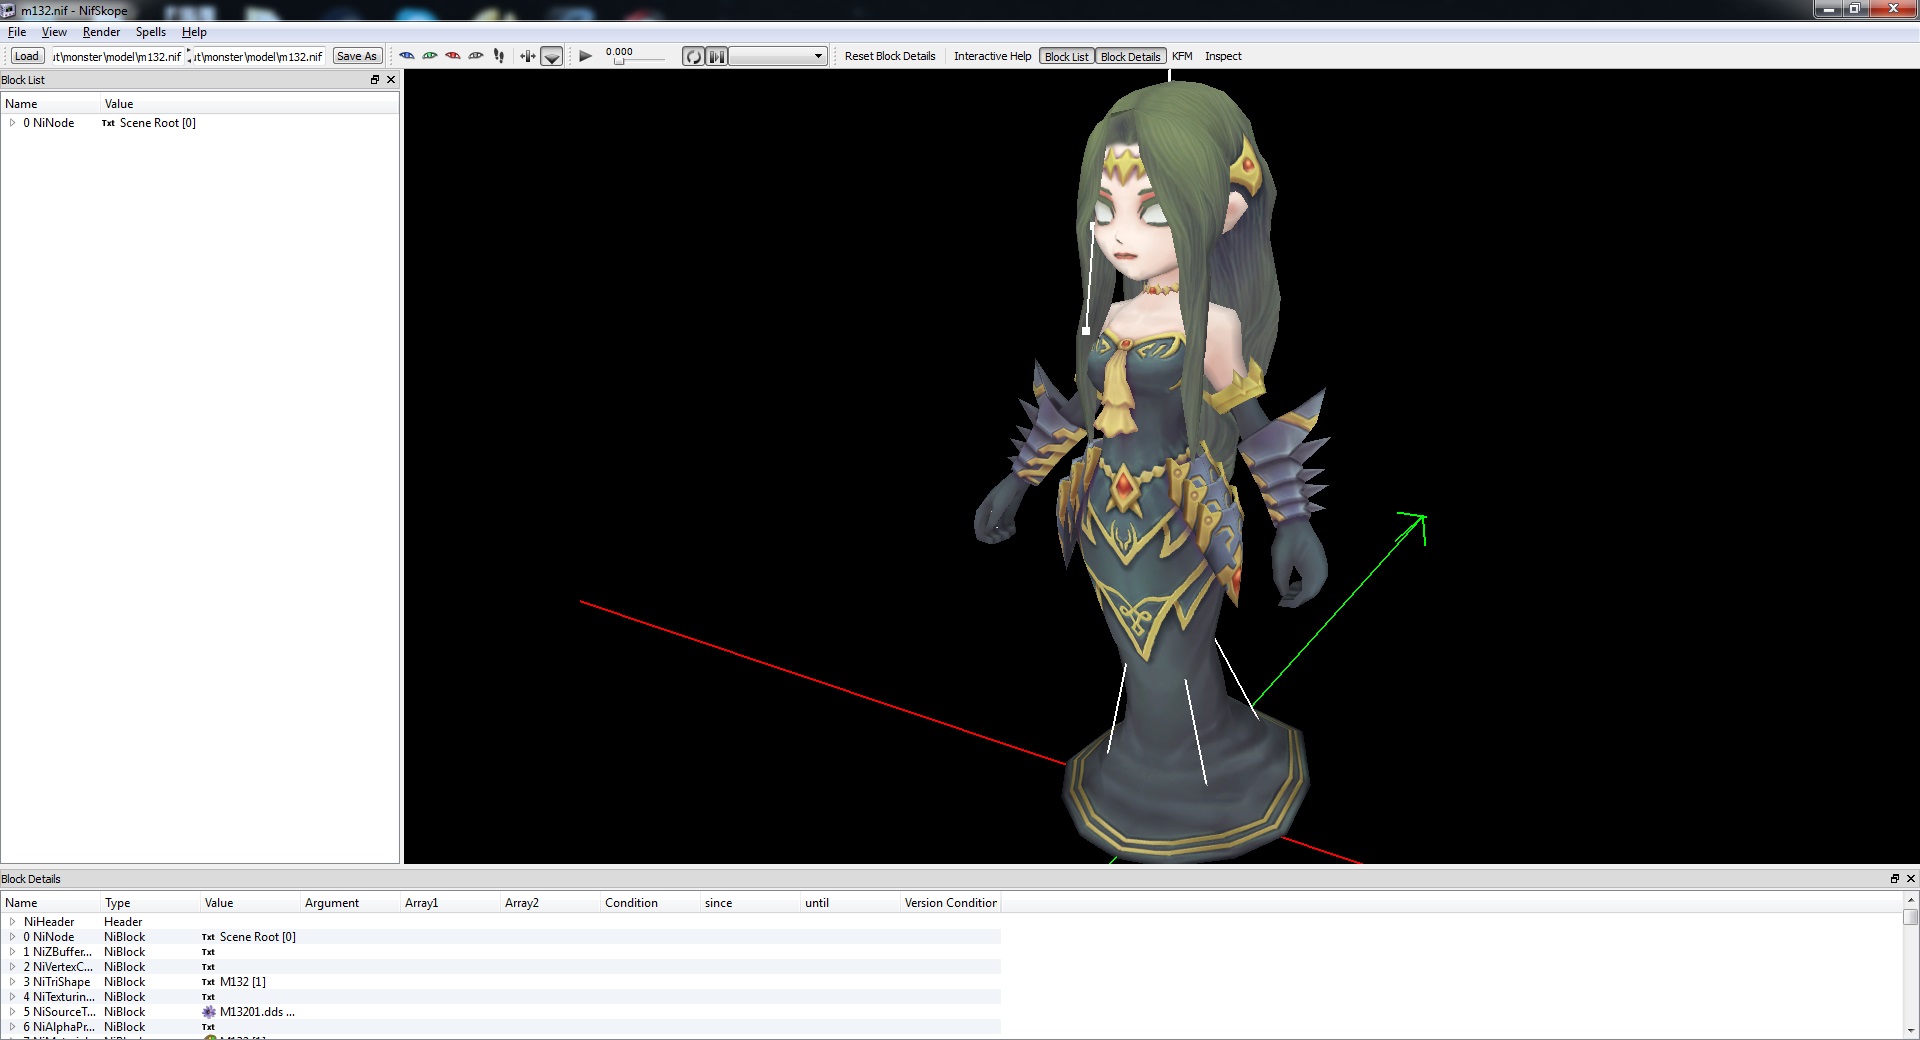 m132.nif - NifSkope
File View Render Spells Help
Load ut\monster\model\m132.nif ut\monster\model\m132.nif Save As 0.000 Reset Block Details Interactive Help Block List Block Details KFM Inspect
Block List
Name Value
0 NiNode Txt Scene Root [0]
Block Details
Name Type Value Argument Array1 Array2 Condition since until Version Condition
NiHeader Header
0 NiNode NiBlock Txt Scene Root [0]
1 NiZBuffer... NiBlock Txt
2 NiVertexC... NiBlock Txt
3 NiTriShape NiBlock Txt M132 [1]
4 NiTexturin... NiBlock Txt
5 NiSourceT... NiBlock M13201.dds ...
6 NiAlphaPr... NiBlock Txt